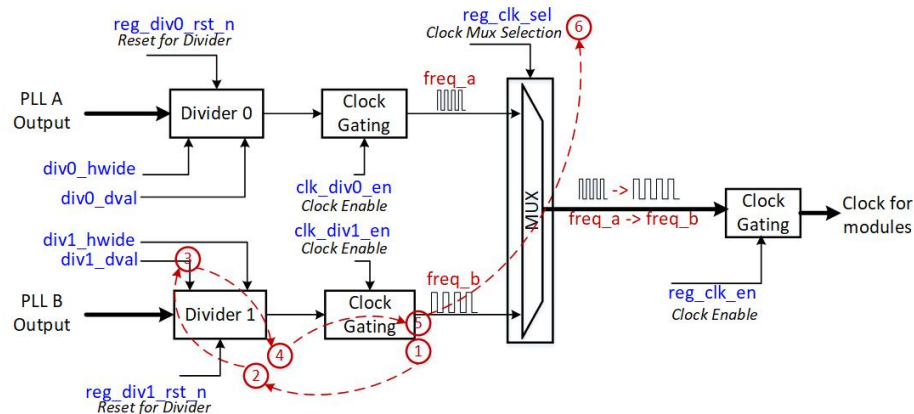 reg_div0_rst_n
Reset for Divider
reg_clk_sel
Clock Mux Selection
6
PLL A
Output
Divider 0
Clock
Gating
freq_a
div0_hwide
div0_dval
clk_div0_en
Clock Enable
MUX
-> 
freq_a -> freq_b
Clock
Gating
Clock for
modules
div1_hwide
div1_dval
3
clk_div1_en
Clock Enable
freq_b
reg_clk_en
Clock Enable
PLL B
Output
Divider 1
Clock
Gating
5
4
1
2
reg_div1_rst_n
Reset for Divider